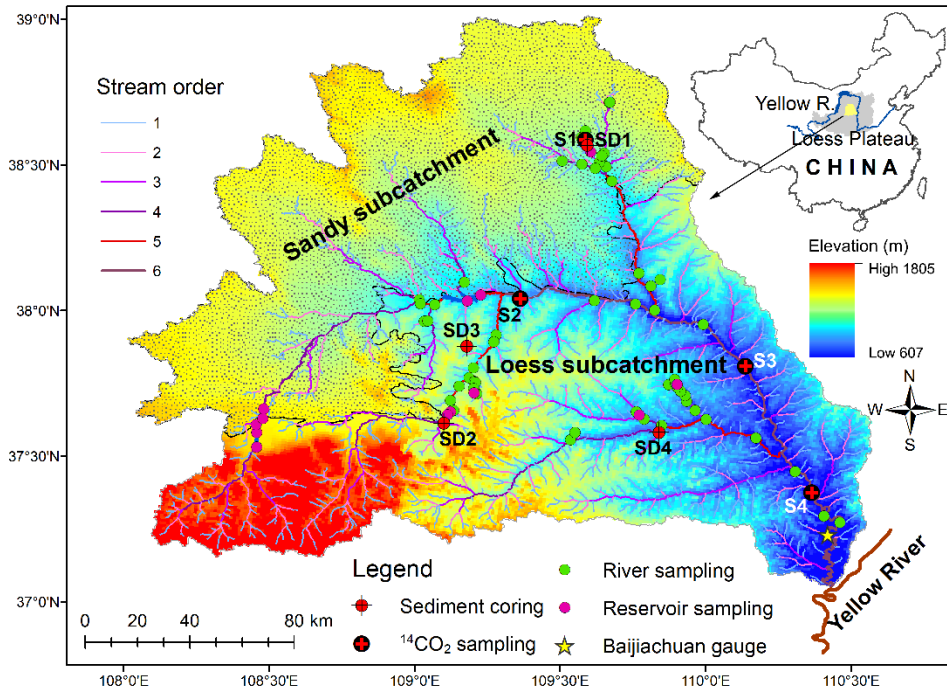 39°0'N
38°30'N
38°0'N
37°30'N
37°0'N
Stream order
1
2
3
4
5
6
Sandy subcatchment
S1
SD1
Yellow R.
Loess Plateau
CHINA
Elevation (m)
High 1805
Low 607
N
W E
S
S2
SD3
Loess subcatchment
S3
SD2
SD4
S4
Yellow River
Legend
Sediment coring
¹⁴CO₂ sampling
River sampling
Reservoir sampling
Baijiachuan gauge
0 20 40 80 km
108°0'E 108°30'E 109°0'E 109°30'E 110°0'E 110°30'E